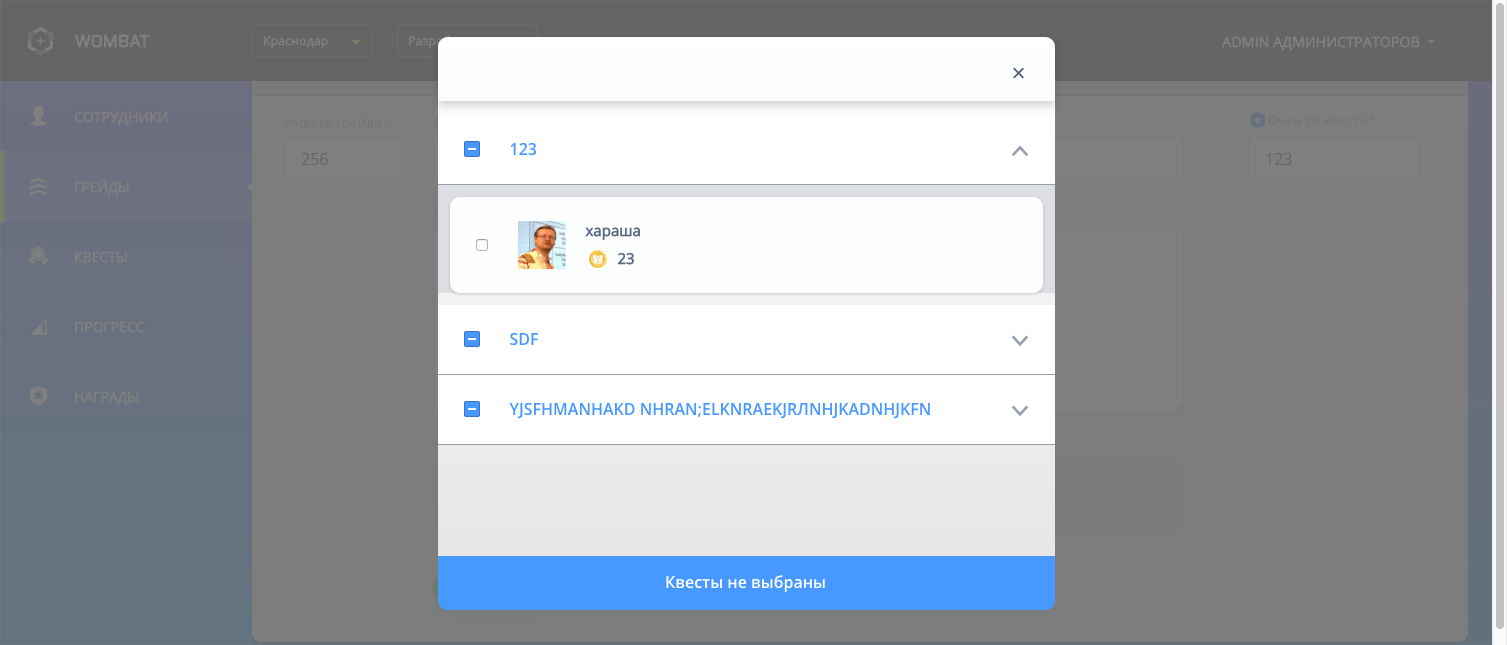 WOMBAT
Краснодар
ADMIN АДМИНИСТРАТОРОВ
СОТРУДНИКИ
ГРЕЙДЫ
КВЕСТЫ
ПРОГРЕСС
НАГРАДЫ
Индекс грейда*
256
Очки за квесты*
123
123
хараша
23
SDF
YJSFHMANHAKD NHRAN;ELKNRAEKJRЛNHJKADNHJKFN
Квесты не выбраны